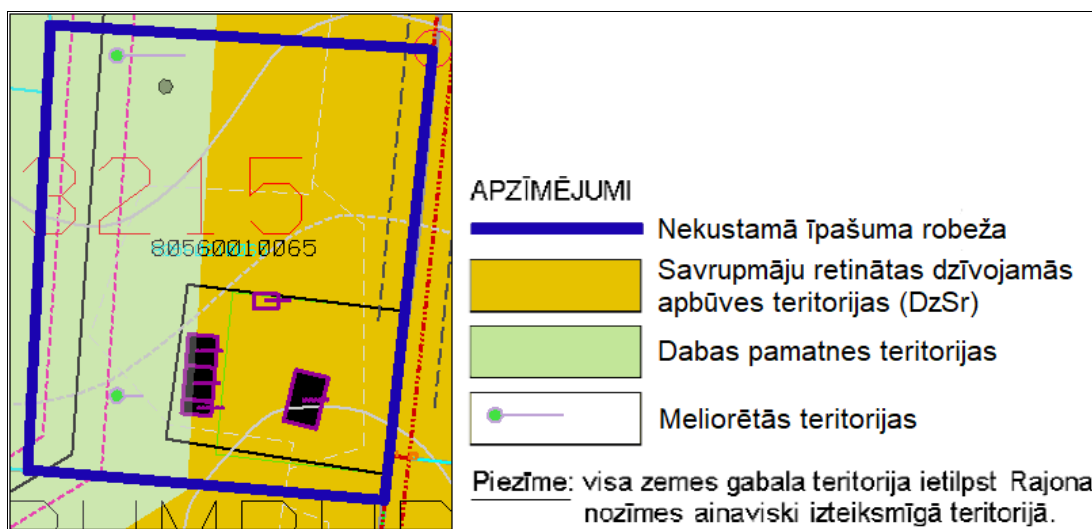 3215
80560010065
APZĪMĒJUMI
Nekustamā īpašuma robeža
Savrupmāju retinātas dzīvojamās
apbūves teritorijas (DzSr)
Dabas pamatnes teritorijas
Meliorētās teritorijas
Piezīme: visa zemes gabala teritorija ietilpst Rajona
nozīmes ainaviski izteiksmīgā teritorijā.